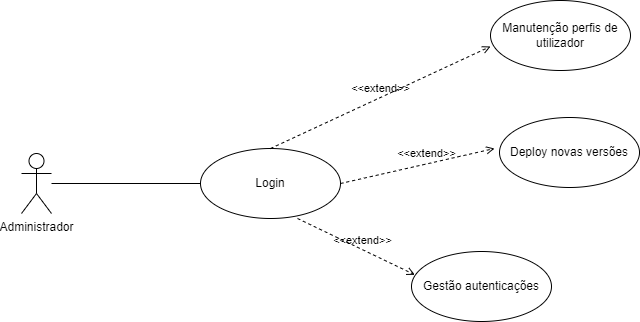 Manutenção perfis de
utilizador
<<extend>>
<<extend>>
Deploy novas versões
Login
Administrador
<<extend>>
Gestão autenticações